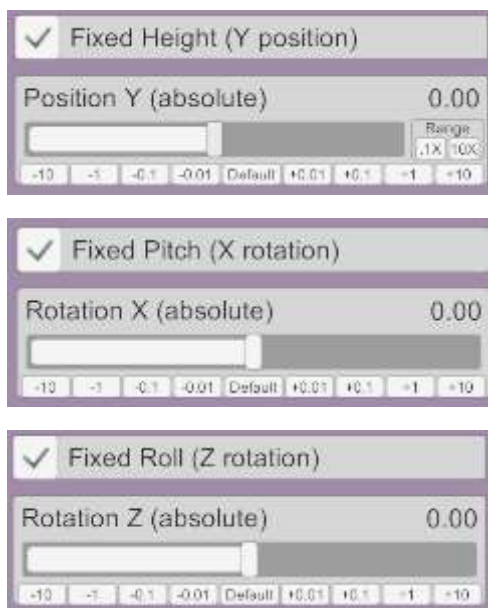 Fixed Height (Y position)
Position Y (absolute) 0.00
Range
.1X 10X
-10 -1 -0.1 -0.01 Default +0.01 +0.1 +1 +10
Fixed Pitch (X rotation)
Rotation X (absolute) 0.00
-10 -1 -0.1 -0.01 Default +0.01 +0.1 +1 +10
Fixed Roll (Z rotation)
Rotation Z (absolute) 0.00
-10 -1 -0.1 -0.01 Default +0.01 +0.1 +1 +10